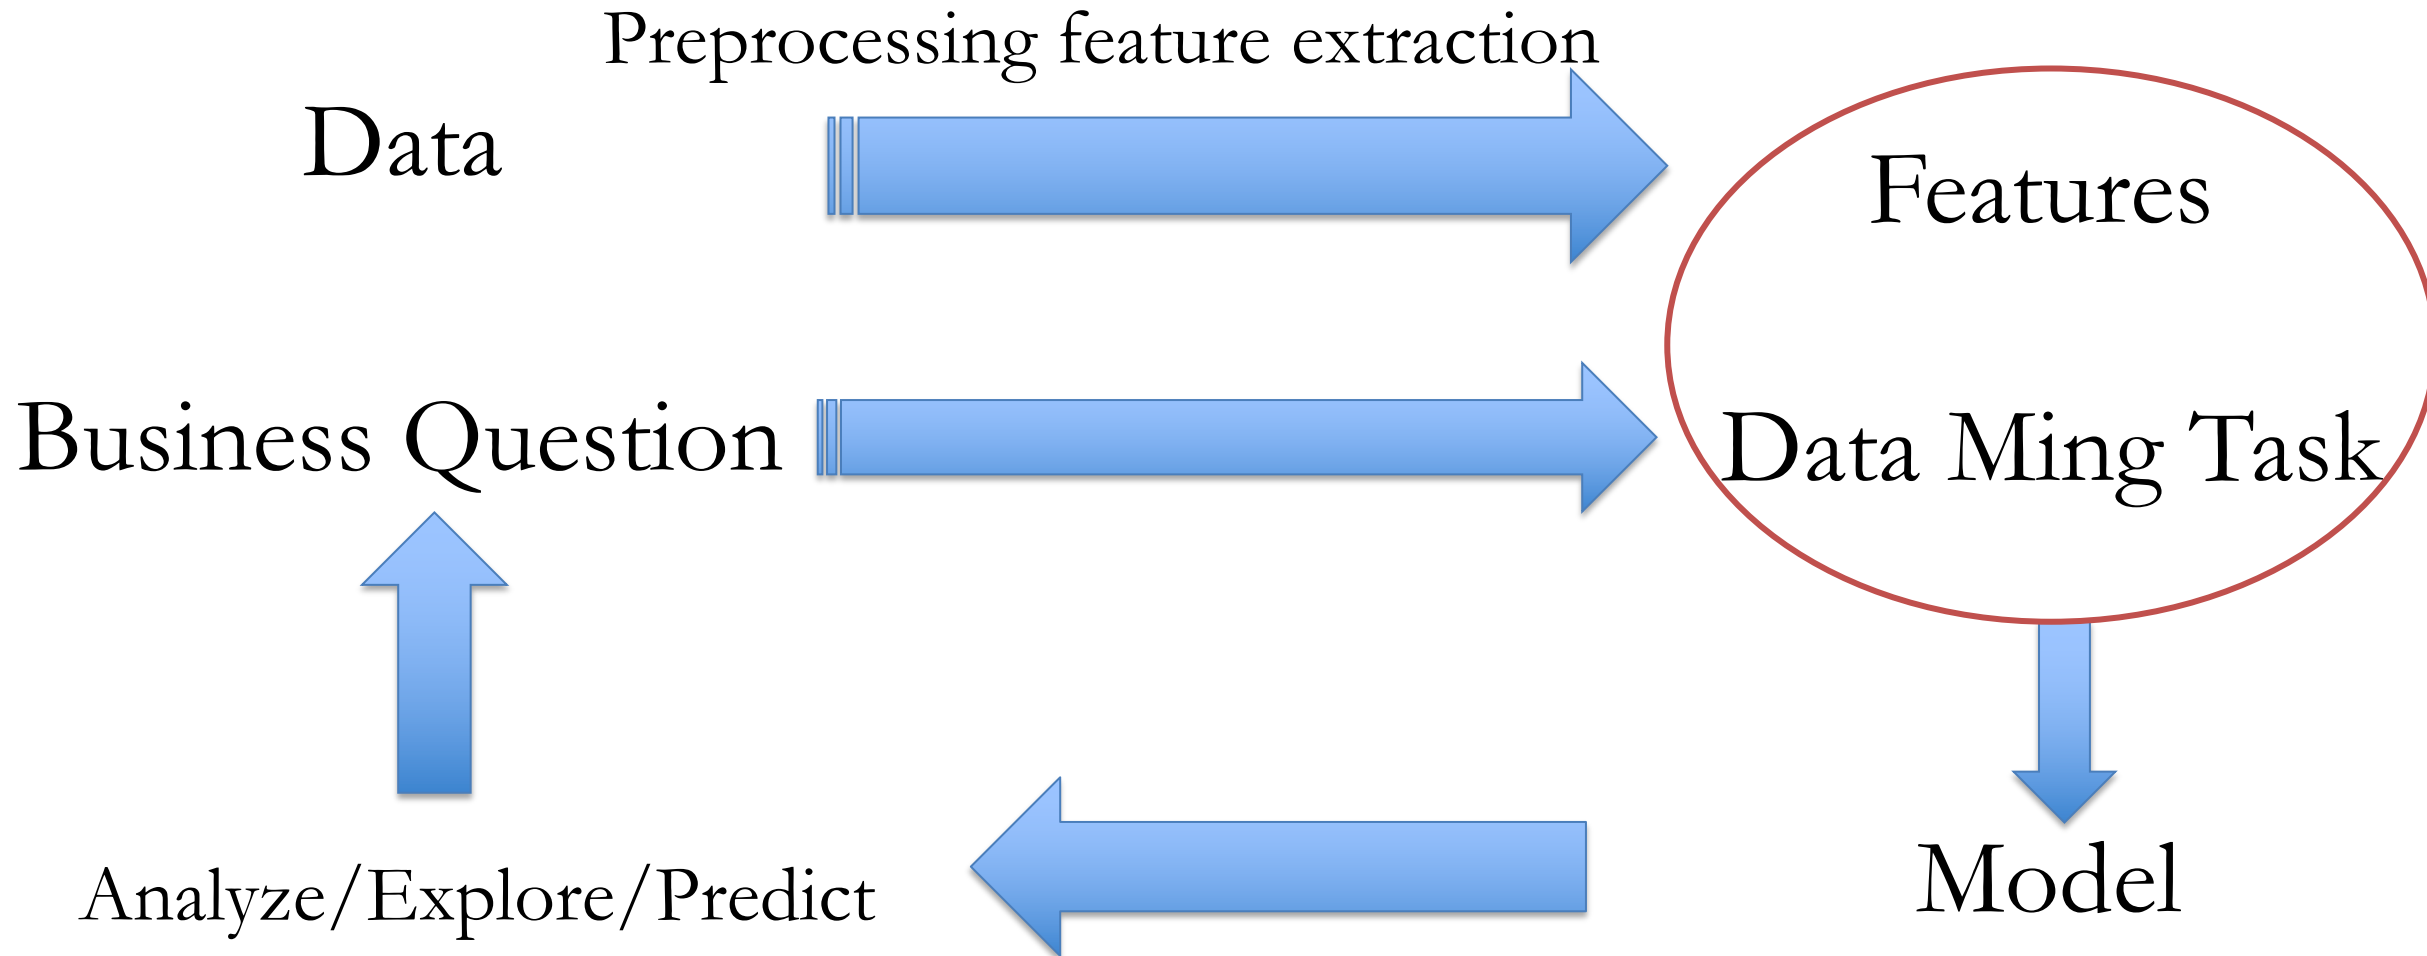 Preprocessing feature extraction
Data
Features
Business Question
Data Ming Task
Analyze/Explore/Predict
Model